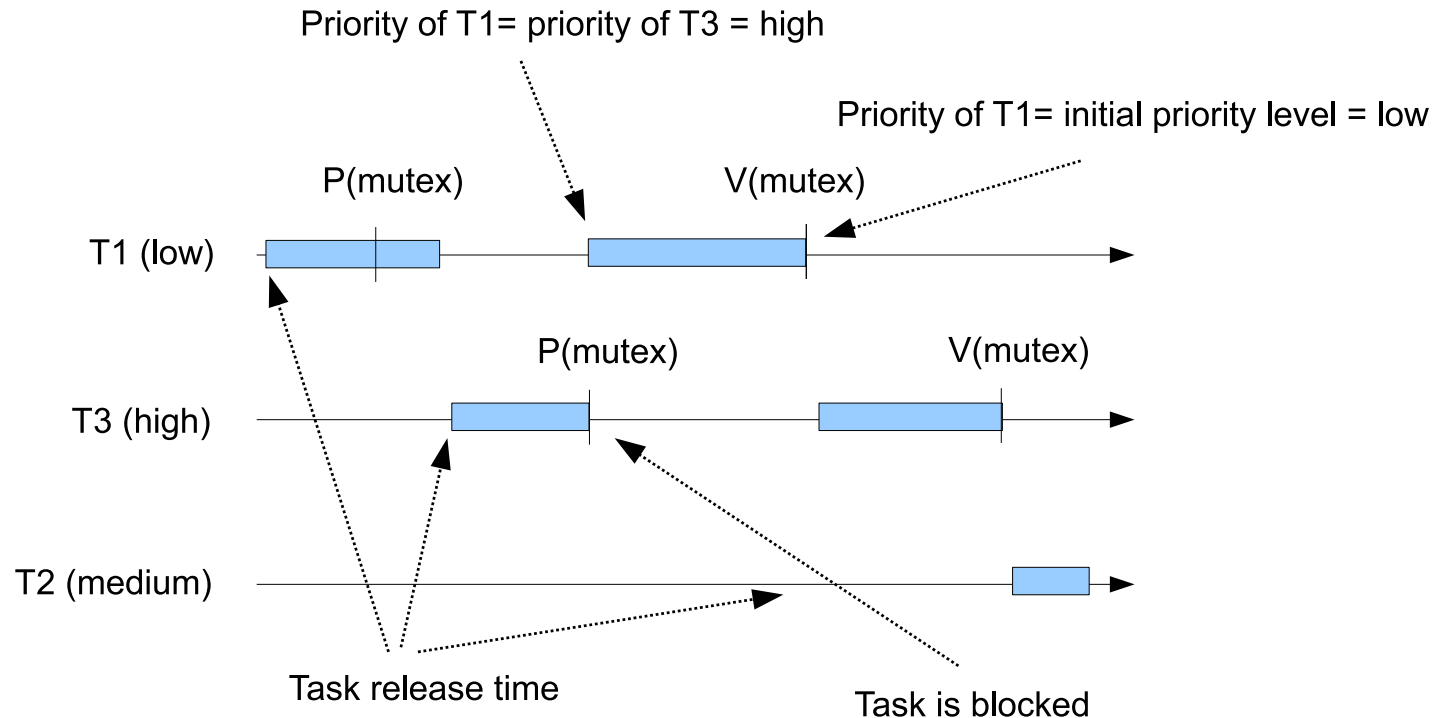 Priority of T1= priority of T3 = high
Priority of T1= initial priority level = low
P(mutex)
V(mutex)
T1 (low)
P(mutex)
V(mutex)
T3 (high)
T2 (medium)
Task release time
Task is blocked